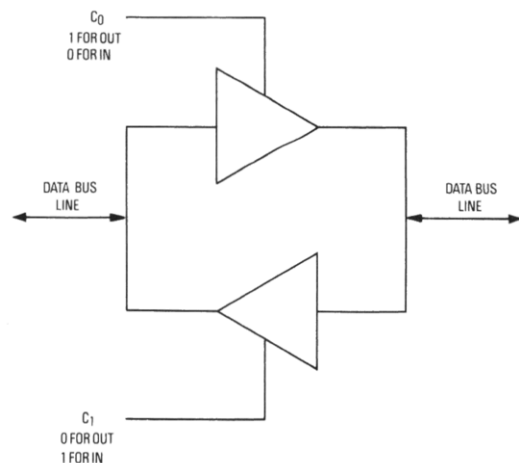 C₀
1 FOR OUT
0 FOR IN
DATA BUS
LINE
DATA BUS
LINE
C₁
0 FOR OUT
1 FOR IN